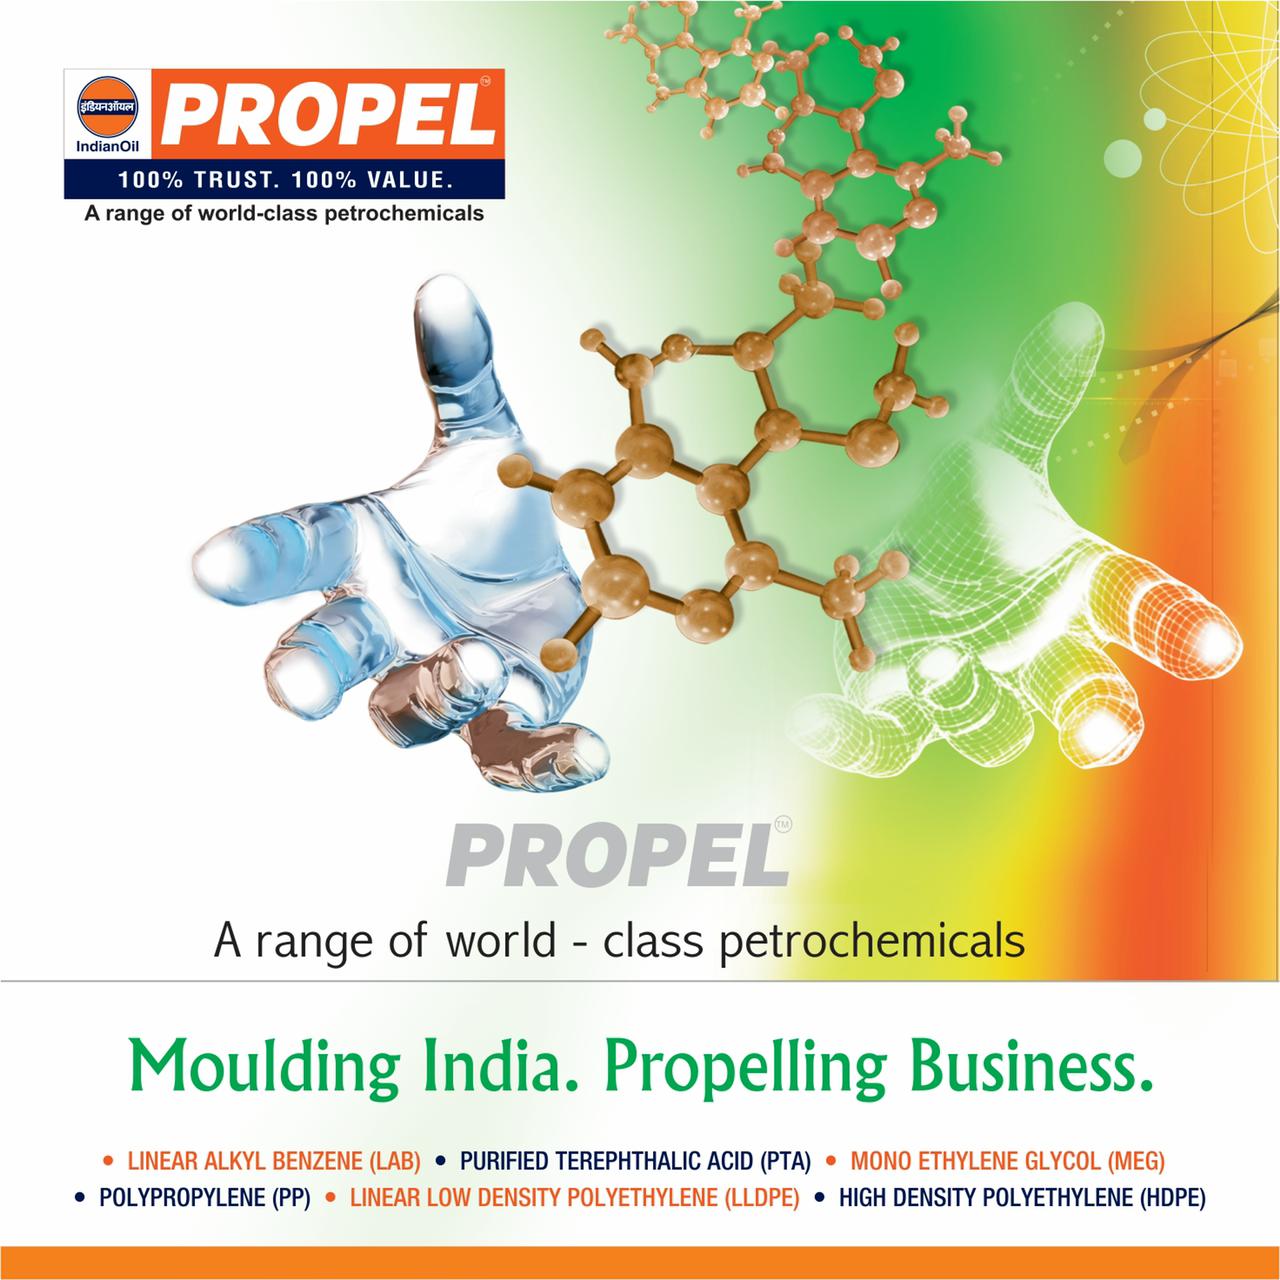 इंडियनऑयल
IndianOil
PROPEL™
100% TRUST. 100% VALUE.
A range of world-class petrochemicals
PROPEL™
A range of world - class petrochemicals
Moulding India. Propelling Business.
• LINEAR ALKYL BENZENE (LAB) • PURIFIED TEREPHTHALIC ACID (PTA) • MONO ETHYLENE GLYCOL (MEG)
• POLYPROPYLENE (PP) • LINEAR LOW DENSITY POLYETHYLENE (LLDPE) • HIGH DENSITY POLYETHYLENE (HDPE)